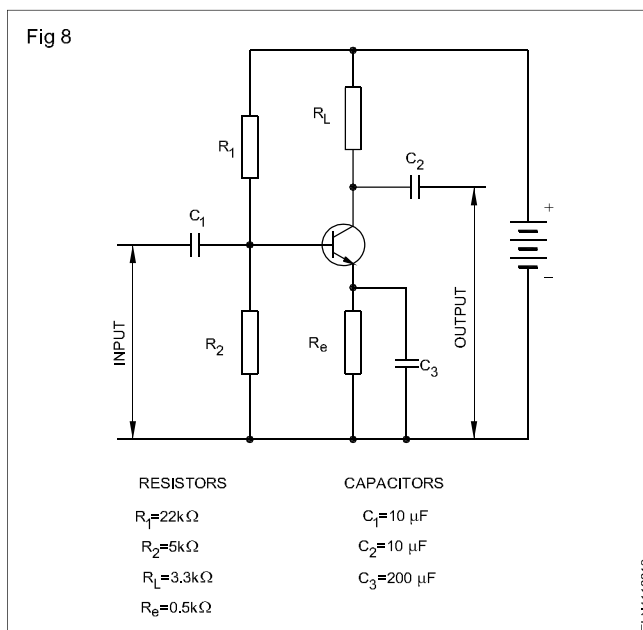 Fig 8
R1
RL
C2
C1
+
−
INPUT
R2
Re
C3
OUTPUT
RESISTORS
R1=22kΩ
R2=5kΩ
RL=3.3kΩ
Re=0.5kΩ
CAPACITORS
C1=10 µF
C2=10 µF
C3=200 µF